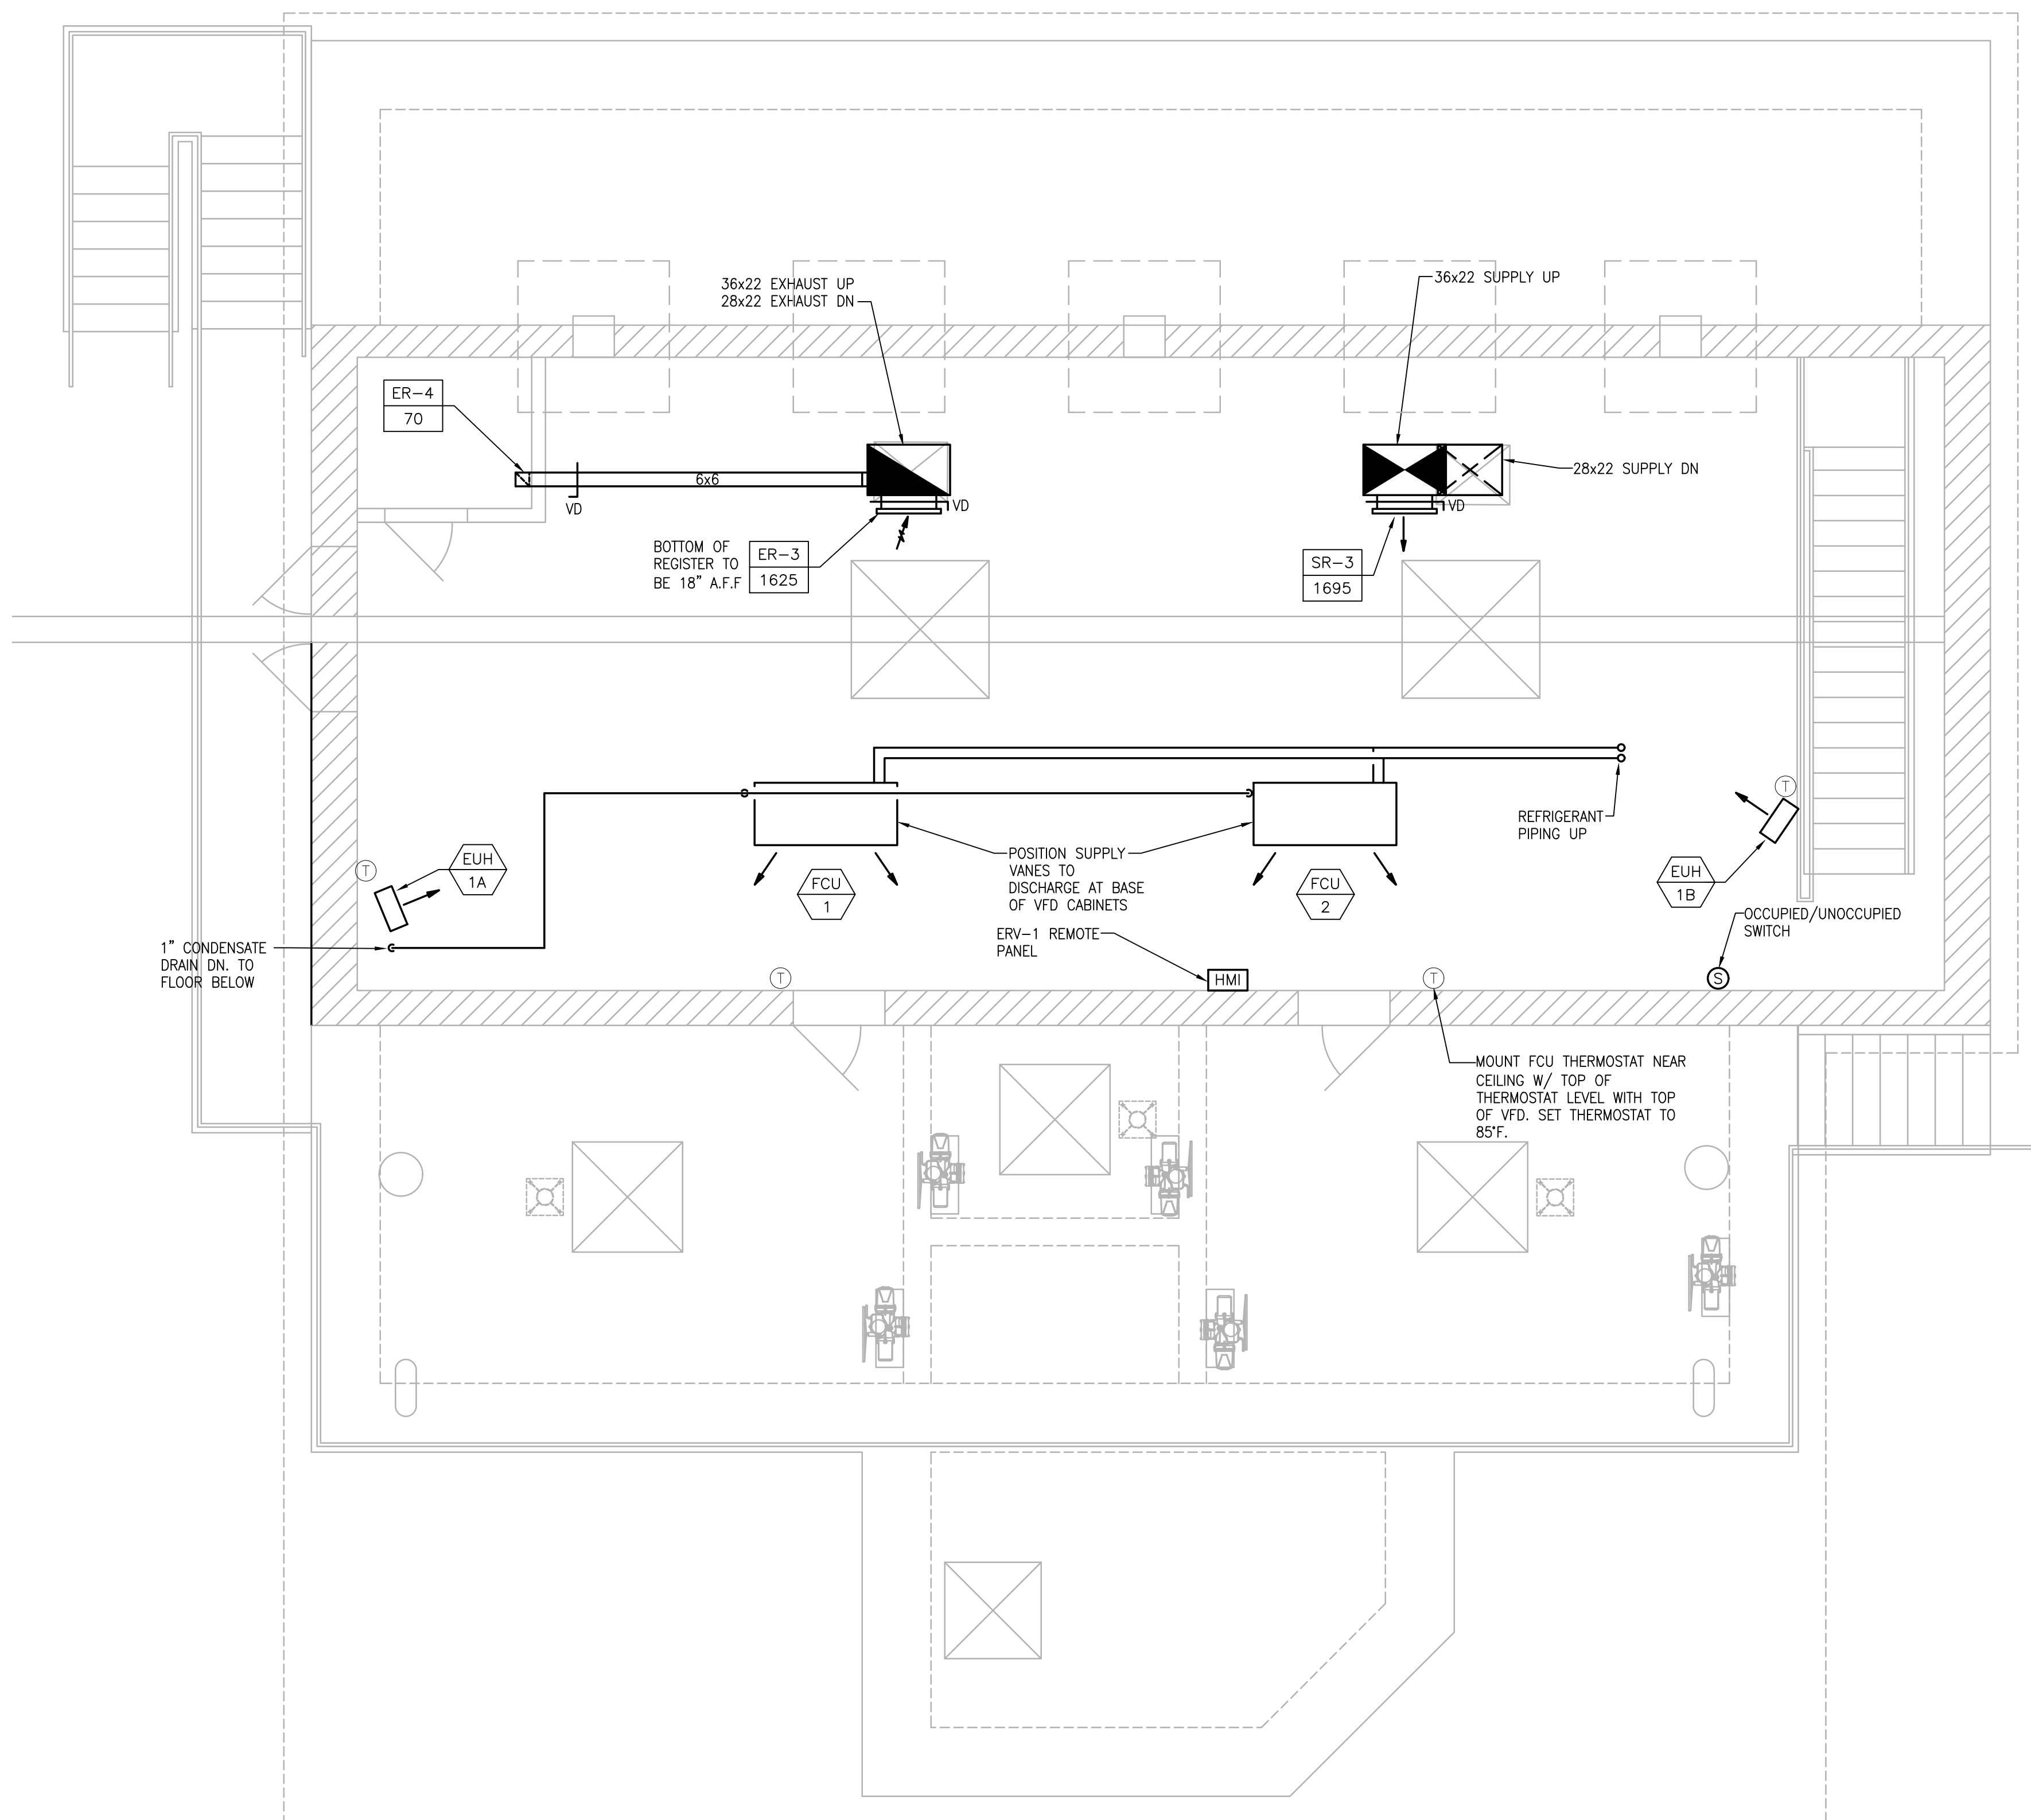 36x22 EXHAUST UP
28x22 EXHAUST DN
36x22 SUPPLY UP
ER-4
70
6x6
VD
VD
VD
28x22 SUPPLY DN
BOTTOM OF
REGISTER TO
BE 18" A.F.F
ER-3
1625
SR-3
1695
REFRIGERANT
PIPING UP
T
T
EUH
1A
POSITION SUPPLY
VANES TO
DISCHARGE AT BASE
OF VFD CABINETS
FCU
1
FCU
2
EUH
1B
OCCUPIED/UNOCCUPIED
SWITCH
1" CONDENSATE
DRAIN DN. TO
FLOOR BELOW
ERV-1 REMOTE
PANEL
T
HMI
T
S
MOUNT FCU THERMOSTAT NEAR
CEILING W/ TOP OF
THERMOSTAT LEVEL WITH TOP
OF VFD. SET THERMOSTAT TO
85°F.